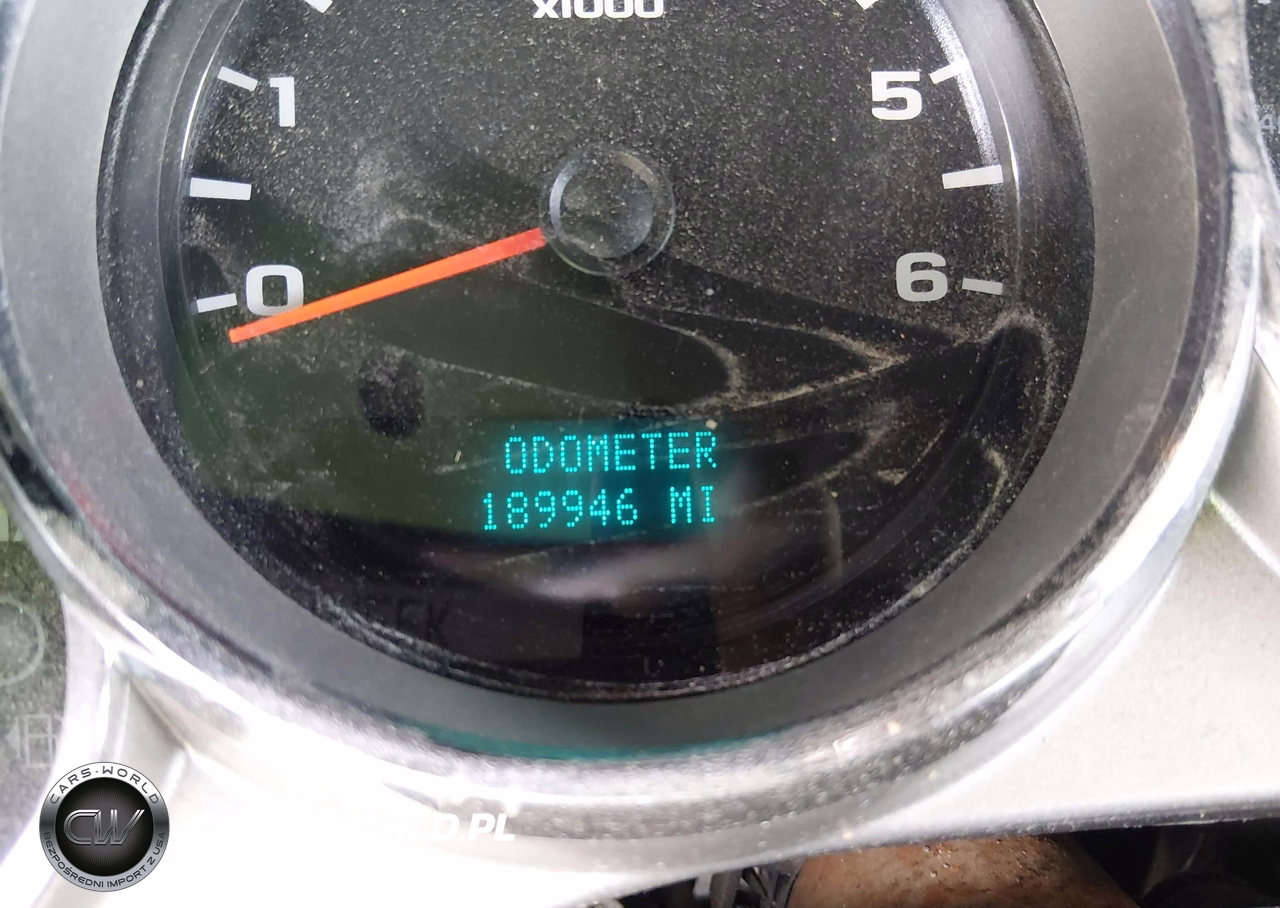 x1000
1
5
0
6
ODOMETER
189946 MI
CARS-WORLD
CW
BEZPOŚREDNI IMPORT Z USA